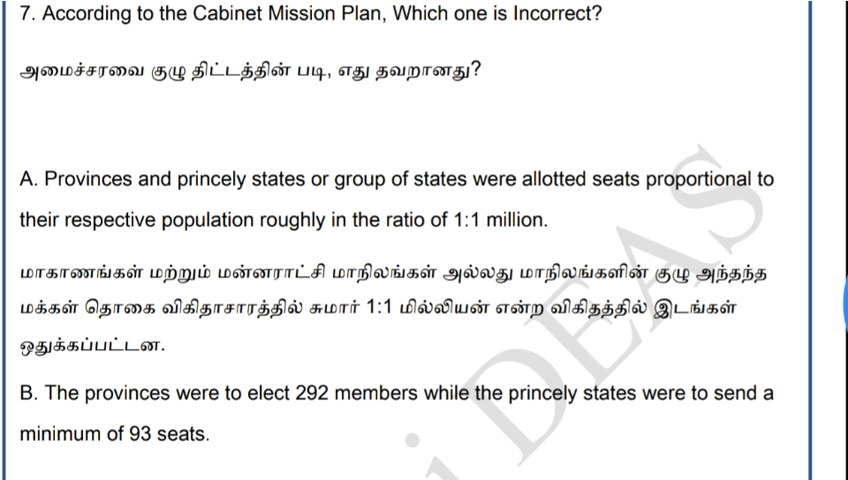 7. According to the Cabinet Mission Plan, Which one is Incorrect?
அமைச்சரவை குழு திட்டத்தின் படி, எது தவறானது?
A. Provinces and princely states or group of states were allotted seats proportional to
their respective population roughly in the ratio of 1:1 million.
மாகாணங்கள் மற்றும் மன்னராட்சி மாநிலங்கள் அல்லது மாநிலங்களின் குழு அந்தந்த
மக்கள் தொகை விகிதாசாரத்தில் சுமார் 1:1 மில்லியன் என்ற விகிதத்தில் இடங்கள்
ஒதுக்கப்பட்டன.
B. The provinces were to elect 292 members while the princely states were to send a
minimum of 93 seats.
i DEAS